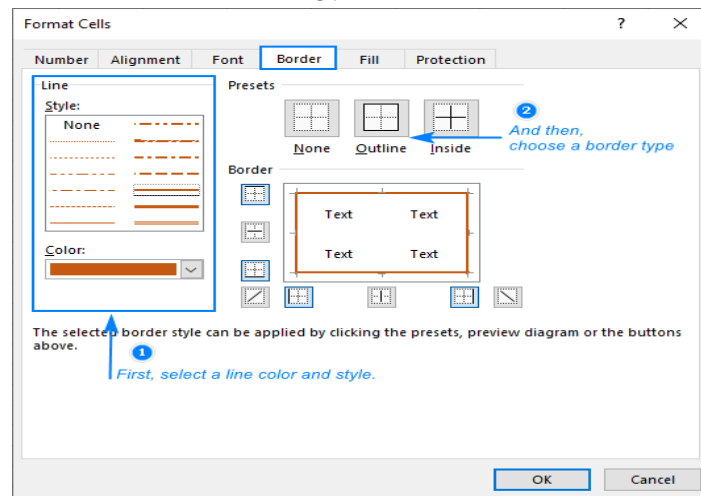 Format Cells ? ×
Number Alignment Font Border Fill Protection
Line
Style:
None
Color:
Presets
None Outline Inside
2
And then,
choose a border type
Border
Text Text
Text Text
The selected border style can be applied by clicking the presets, preview diagram or the buttons
above.
1
First, select a line color and style.
OK Cancel